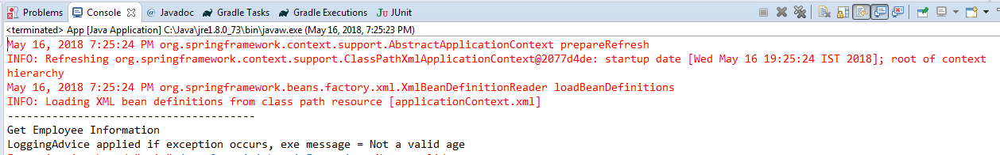 Problems Console @ Javadoc Gradle Tasks Gradle Executions JU JUnit
<terminated> App [Java Application] C:\Java\jre1.8.0_73\bin\javaw.exe (May 16, 2018, 7:25:23 PM)
May 16, 2018 7:25:24 PM org.springframework.context.support.AbstractApplicationContext prepareRefresh
INFO: Refreshing org.springframework.context.support.ClassPathXmlApplicationContext@2077d4de: startup date [Wed May 16 19:25:24 IST 2018]; root of context
hierarchy
May 16, 2018 7:25:24 PM org.springframework.beans.factory.xml.XmlBeanDefinitionReader loadBeanDefinitions
INFO: Loading XML bean definitions from class path resource [applicationContext.xml]
----------------------------------------
Get Employee Information
LoggingAdvice applied if exception occurs, exe message = Not a valid age